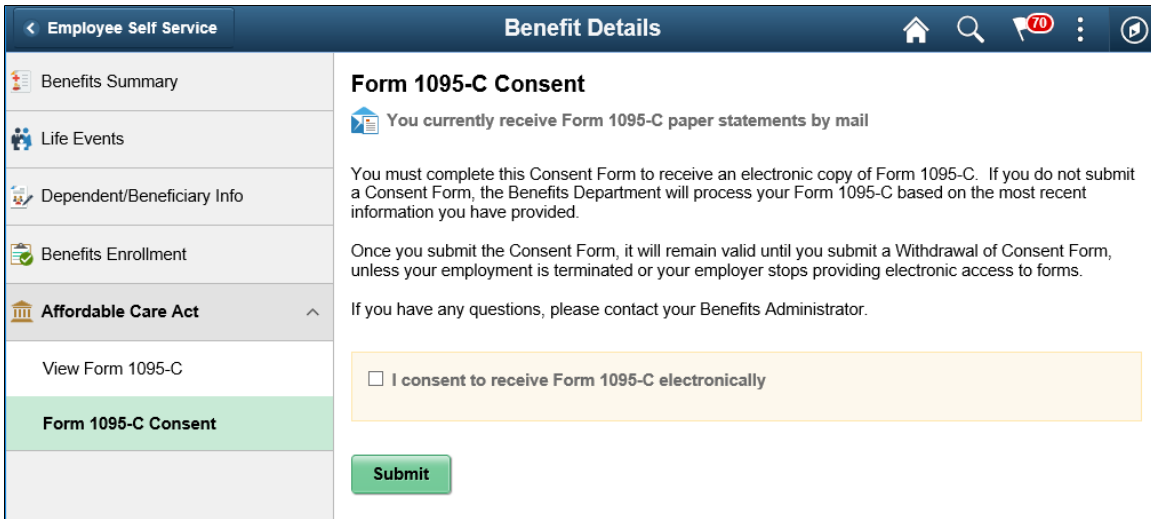 Employee Self Service
Benefit Details
70
Benefits Summary
Life Events
Dependent/Beneficiary Info
Benefits Enrollment
Affordable Care Act
View Form 1095-C
Form 1095-C Consent
Form 1095-C Consent
You currently receive Form 1095-C paper statements by mail
You must complete this Consent Form to receive an electronic copy of Form 1095-C.  If you do not submit
a Consent Form, the Benefits Department will process your Form 1095-C based on the most recent
information you have provided.
Once you submit the Consent Form, it will remain valid until you submit a Withdrawal of Consent Form,
unless your employment is terminated or your employer stops providing electronic access to forms.
If you have any questions, please contact your Benefits Administrator.
I consent to receive Form 1095-C electronically
Submit